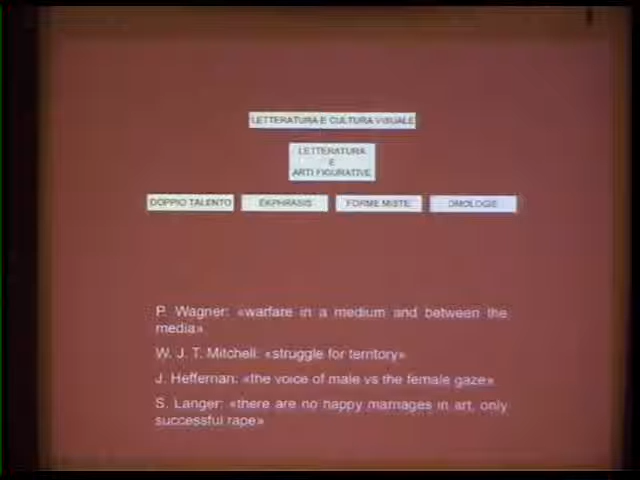 LETTERATURA E CULTURA VISUALE
LETTERATURA
E
ARTI FIGURATIVE
DOPPIO TALENTO
EKPHRASIS
FORME MISTE
OMOLOGIE
P. Wagner: «warfare in a medium and between the
media».
W. J. T. Mitchell: «struggle for territory»
J. Heffernan: «the voice of male vs the female gaze»
S. Langer: «there are no happy marriages in art, only
successful rape»